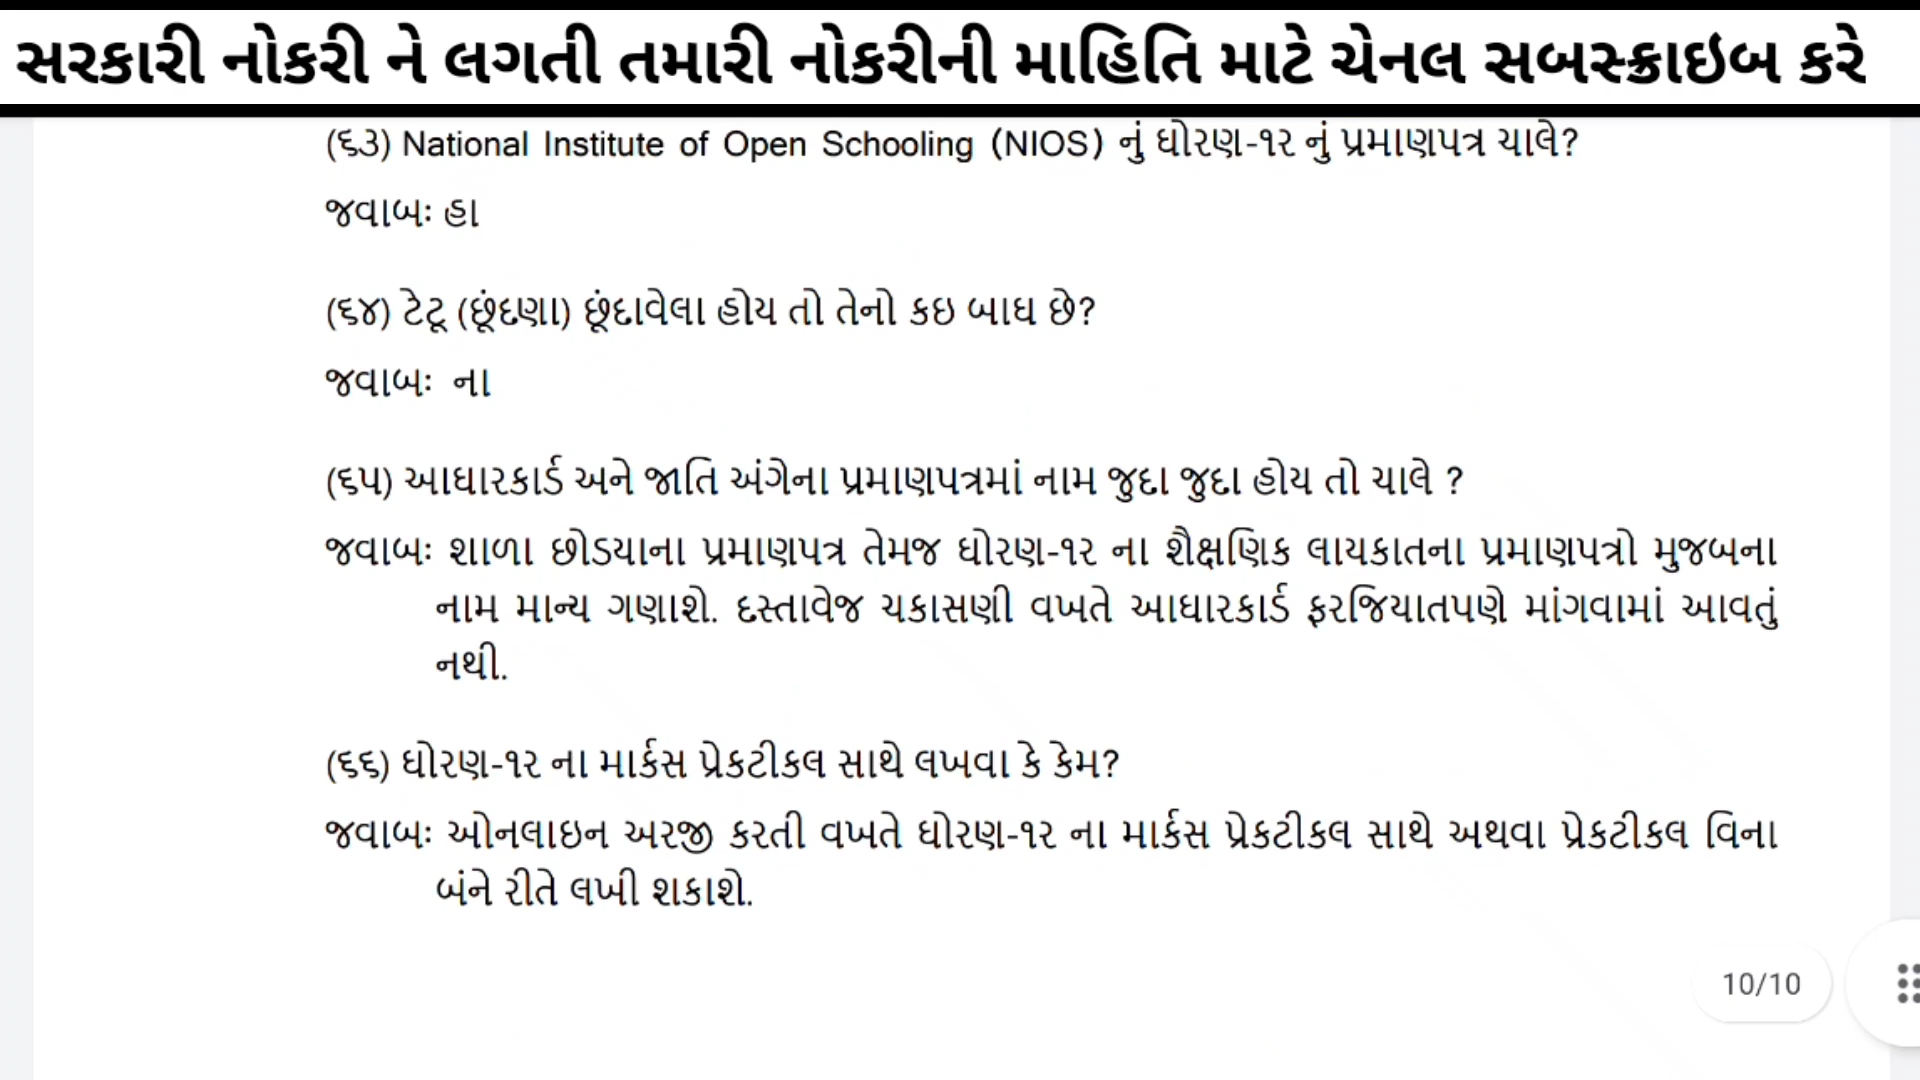 સરકારી નોકરી ને લગતી તમારી નોકરીની માહિતિ માટે ચેનલ સબસ્ક્રાઇબ કરે
(૬૩) National Institute of Open Schooling (NIOS) નું ધોરણ-૧૨ નું પ્રમાણપત્ર ચાલે?
જવાબઃ હા
(૬૪) ટેટૂ (છૂંદણા) છૂંદાવેલા હોય તો તેનો કઇ બાધ છે?
જવાબઃ ના
(૬૫) આધારકાર્ડ અને જાતિ અંગેના પ્રમાણપત્રમાં નામ જુદા જુદા હોય તો ચાલે ?
જવાબઃ શાળા છોડયાના પ્રમાણપત્ર તેમજ ધોરણ-૧૨ ના શૈક્ષણિક લાયકાતના પ્રમાણપત્રો મુજબના
નામ માન્ય ગણાશે. દસ્તાવેજ ચકાસણી વખતે આધારકાર્ડ ફરજિયાતપણે માંગવામાં આવતું
નથી.
(૬૬) ધોરણ-૧૨ ના માર્કસ પ્રેકટીકલ સાથે લખવા કે કેમ?
જવાબઃ ઓનલાઇન અરજી કરતી વખતે ધોરણ-૧૨ ના માર્કસ પ્રેકટીકલ સાથે અથવા પ્રેકટીકલ વિના
બંને રીતે લખી શકાશે.
10/10